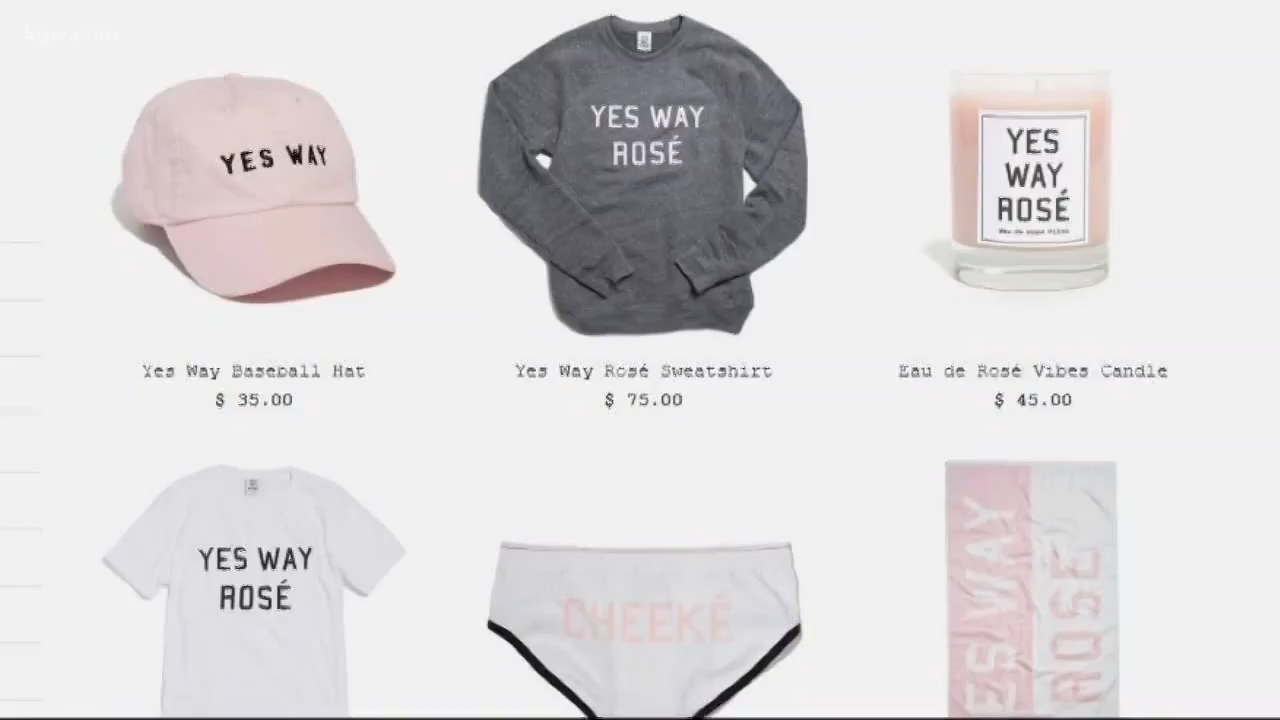 YES WAY
YES WAY
ROSÉ
YES
WAY
ROSÉ
Yes Way Baseball Hat
$ 35.00
Yes Way Rosé Sweatshirt
$ 75.00
Eau de Rosé Vibes Candle
$ 45.00
YES WAY
ROSÉ
CHEEKÉ
ES WAY
ROSÉ